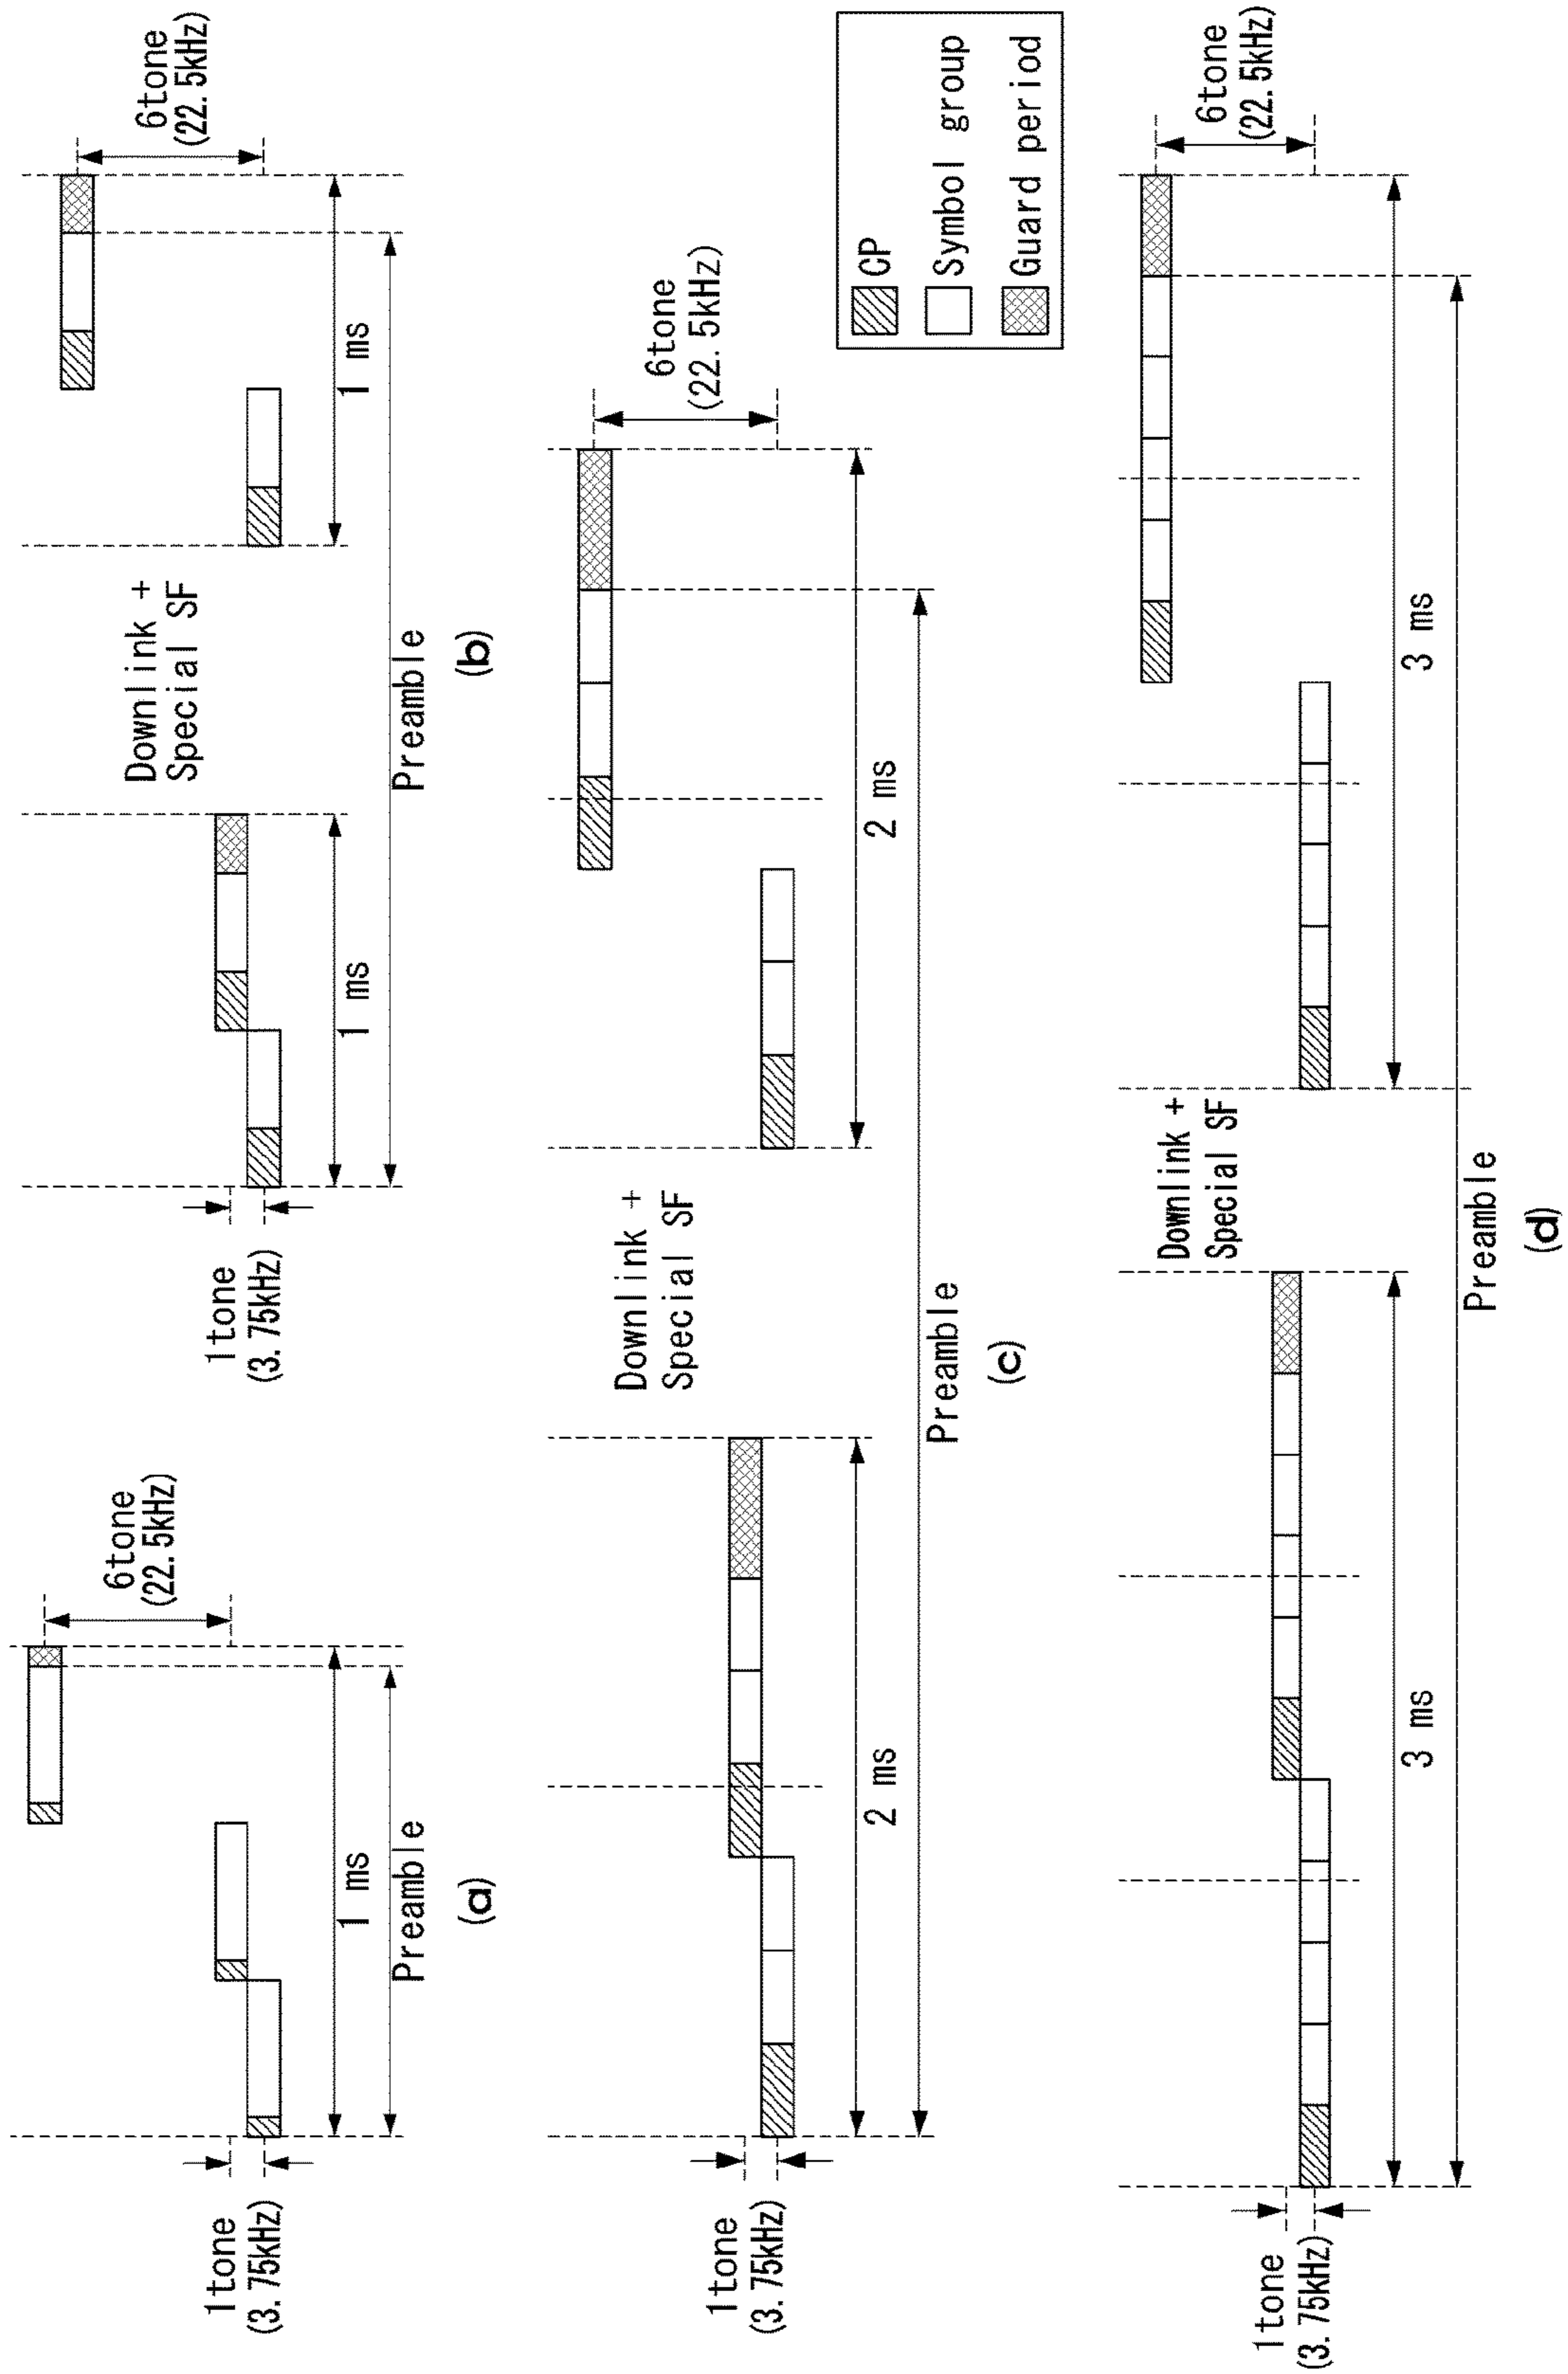 1tone
(3.75kHz)
6tone
(22.5kHz)
1 ms
Preamble
(a)
1tone
(3.75kHz)
Downlink +
Special SF
6tone
(22.5kHz)
1 ms
1 ms
Preamble
(b)
1tone
(3.75kHz)
Downlink +
Special SF
6tone
(22.5kHz)
2 ms
2 ms
Preamble
(c)
CP
Symbol group
Guard period
1tone
(3.75kHz)
Downlink +
Special SF
6tone
(22.5kHz)
3 ms
3 ms
Preamble
(d)